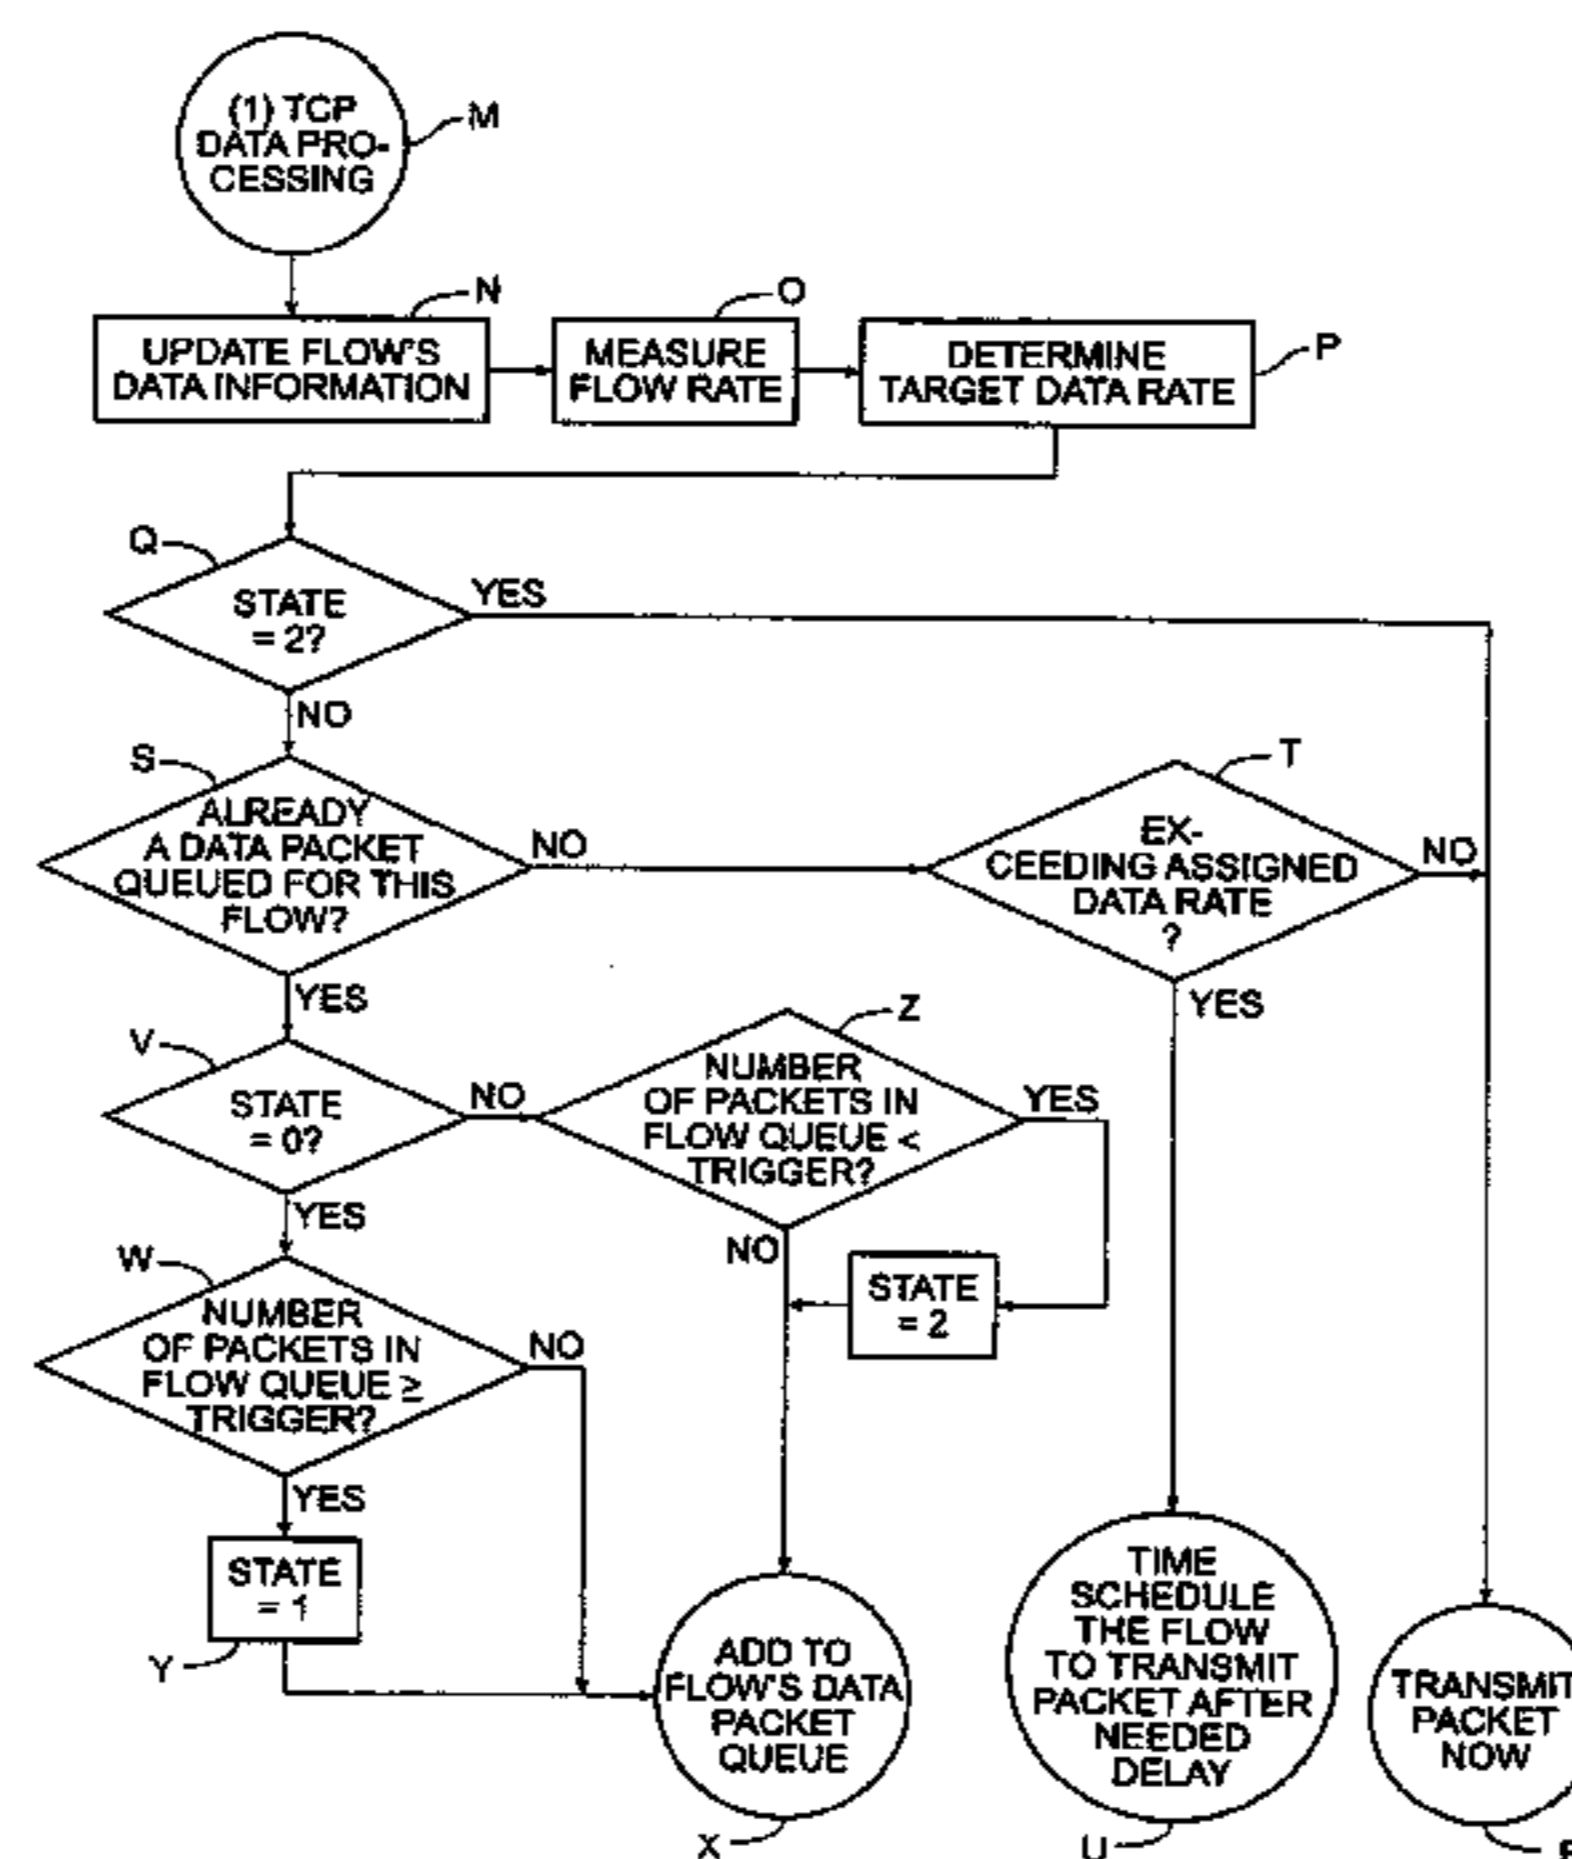 (1) TCP
DATA PRO-
CESSING
M
N
O
UPDATE FLOW'S
DATA INFORMATION
MEASURE
FLOW RATE
DETERMINE
TARGET DATA RATE
P
Q
STATE
= 2?
YES
NO
S
ALREADY
A DATA PACKET
QUEUED FOR THIS
FLOW?
NO
T
EX-
CEEDING ASSIGNED
DATA RATE
?
NO
YES
YES
V
STATE
= 0?
NO
Z
NUMBER
OF PACKETS IN
FLOW QUEUE <
TRIGGER?
YES
YES
NO
STATE
= 2
W
NUMBER
OF PACKETS IN
FLOW QUEUE ≥
TRIGGER?
NO
YES
STATE
= 1
Y
ADD TO
FLOW'S DATA
PACKET
QUEUE
X
TIME
SCHEDULE
THE FLOW
TO TRANSMIT
PACKET AFTER
NEEDED
DELAY
U
TRANSMIT
PACKET
NOW